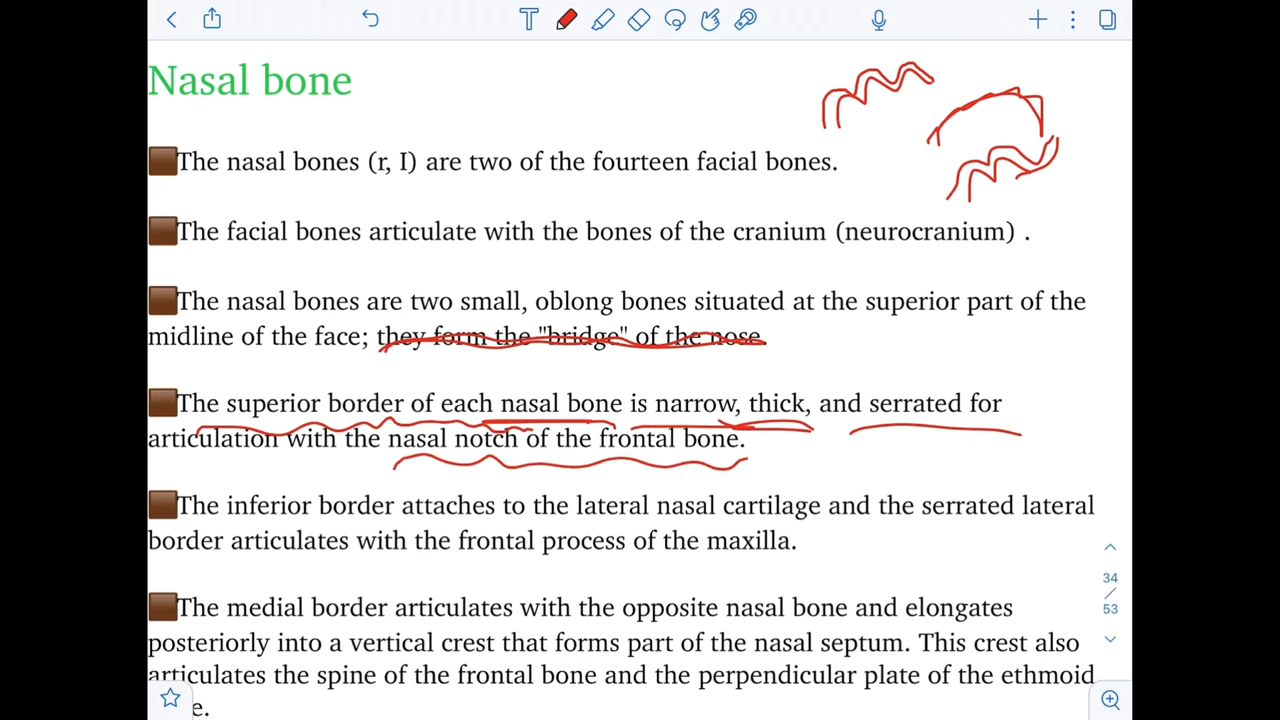 Nasal bone
The nasal bones (r, I) are two of the fourteen facial bones.
The facial bones articulate with the bones of the cranium (neurocranium) .
The nasal bones are two small, oblong bones situated at the superior part of the
midline of the face; they form the "bridge" of the nose.
The superior border of each nasal bone is narrow, thick, and serrated for
articulation with the nasal notch of the frontal bone.
The inferior border attaches to the lateral nasal cartilage and the serrated lateral
border articulates with the frontal process of the maxilla.
34
53
The medial border articulates with the opposite nasal bone and elongates
posteriorly into a vertical crest that forms part of the nasal septum. This crest also
articulates the spine of the frontal bone and the perpendicular plate of the ethmoid